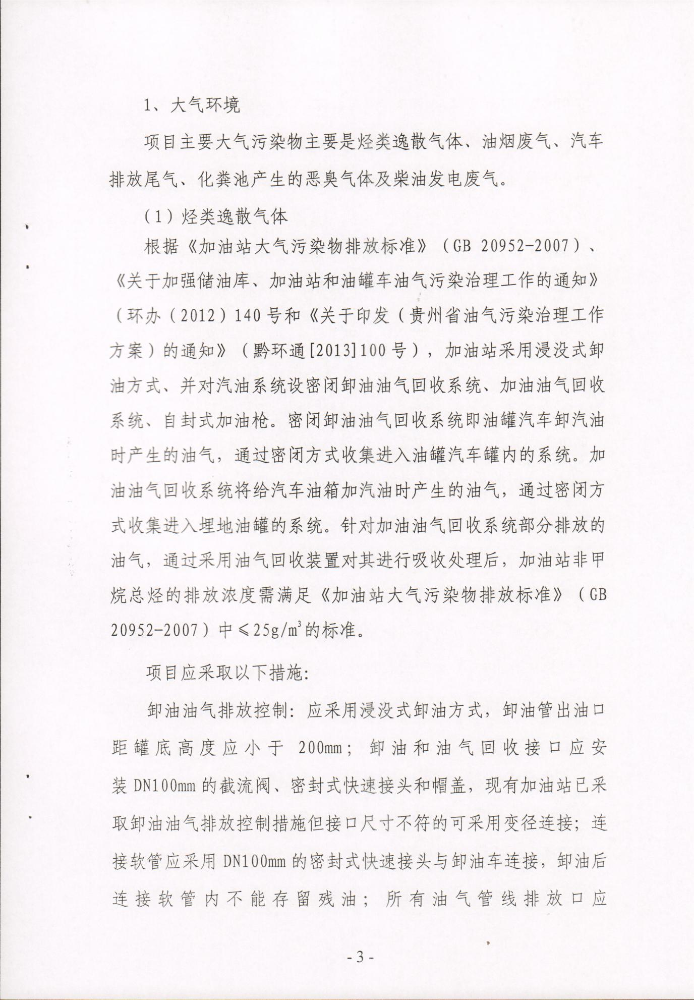 1、大气环境
项目主要大气污染物主要是烃类逸散气体、油烟废气、汽车
排放尾气、化粪池产生的恶臭气体及柴油发电废气。
（1）烃类逸散气体
根据《加油站大气污染物排放标准》（GB 20952-2007）、
《关于加强储油库、加油站和油罐车油气污染治理工作的通知》
（环办（2012）140号和《关于印发（贵州省油气污染治理工作
方案）的通知》（黔环通[2013]100号），加油站采用浸没式卸
油方式、并对汽油系统设密闭卸油油气回收系统、加油油气回收
系统、自封式加油枪。密闭卸油油气回收系统即油罐汽车卸汽油
时产生的油气，通过密闭方式收集进入油罐汽车罐内的系统。加
油油气回收系统将给汽车油箱加汽油时产生的油气，通过密闭方
式收集进入埋地油罐的系统。针对加油油气回收系统部分排放的
油气，通过采用油气回收装置对其进行吸收处理后，加油站非甲
烷总烃的排放浓度需满足《加油站大气污染物排放标准》（GB
20952-2007）中≤25g/m³的标准。
项目应采取以下措施：
卸油油气排放控制：应采用浸没式卸油方式，卸油管出油口
距罐底高度应小于 200mm；卸油和油气回收接口应安
装DN100mm的截流阀、密封式快速接头和帽盖，现有加油站已采
取卸油油气排放控制措施但接口尺寸不符的可采用变径连接；连
接软管应采用DN100mm的密封式快速接头与卸油车连接，卸油后
连接软管内不能存留残油；所有油气管线排放口应
- 3 -